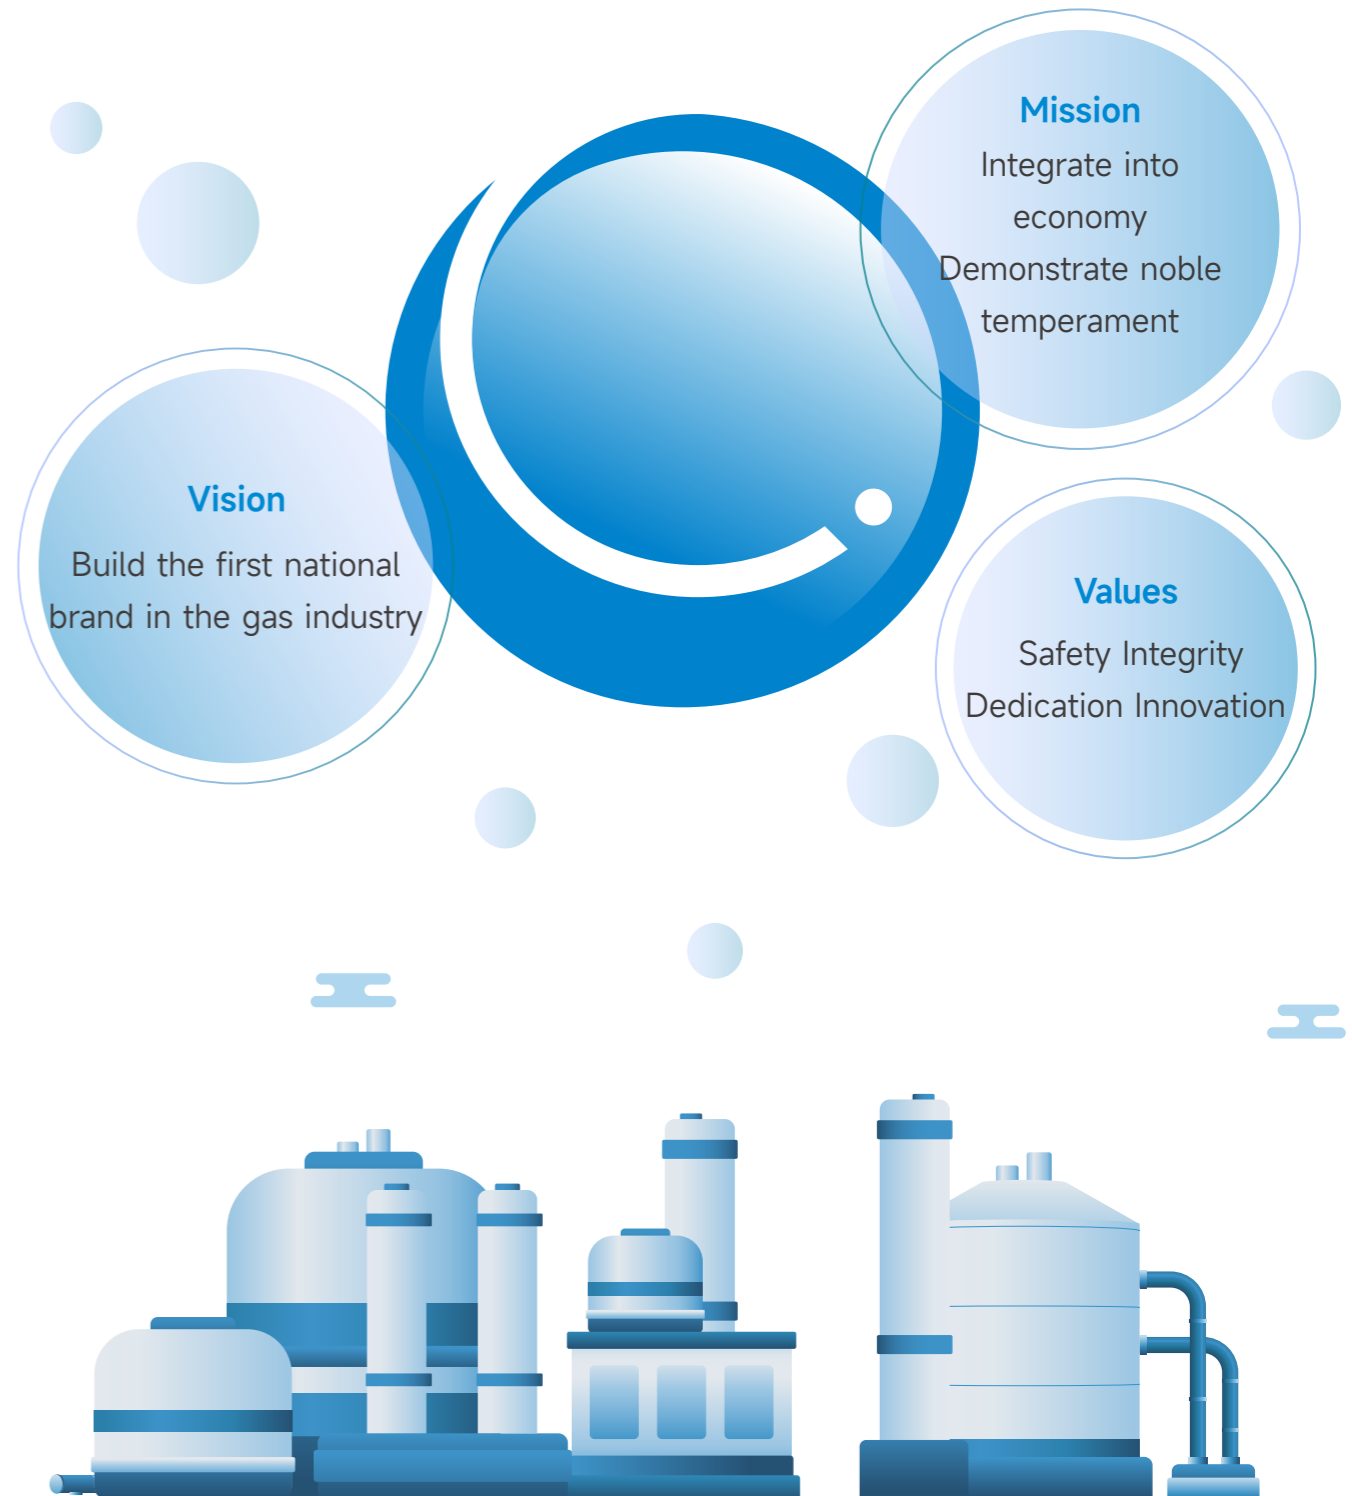 Mission
Integrate into
economy
Demonstrate noble
temperament
Vision
Build the first national
brand in the gas industry
Values
Safety Integrity
Dedication Innovation